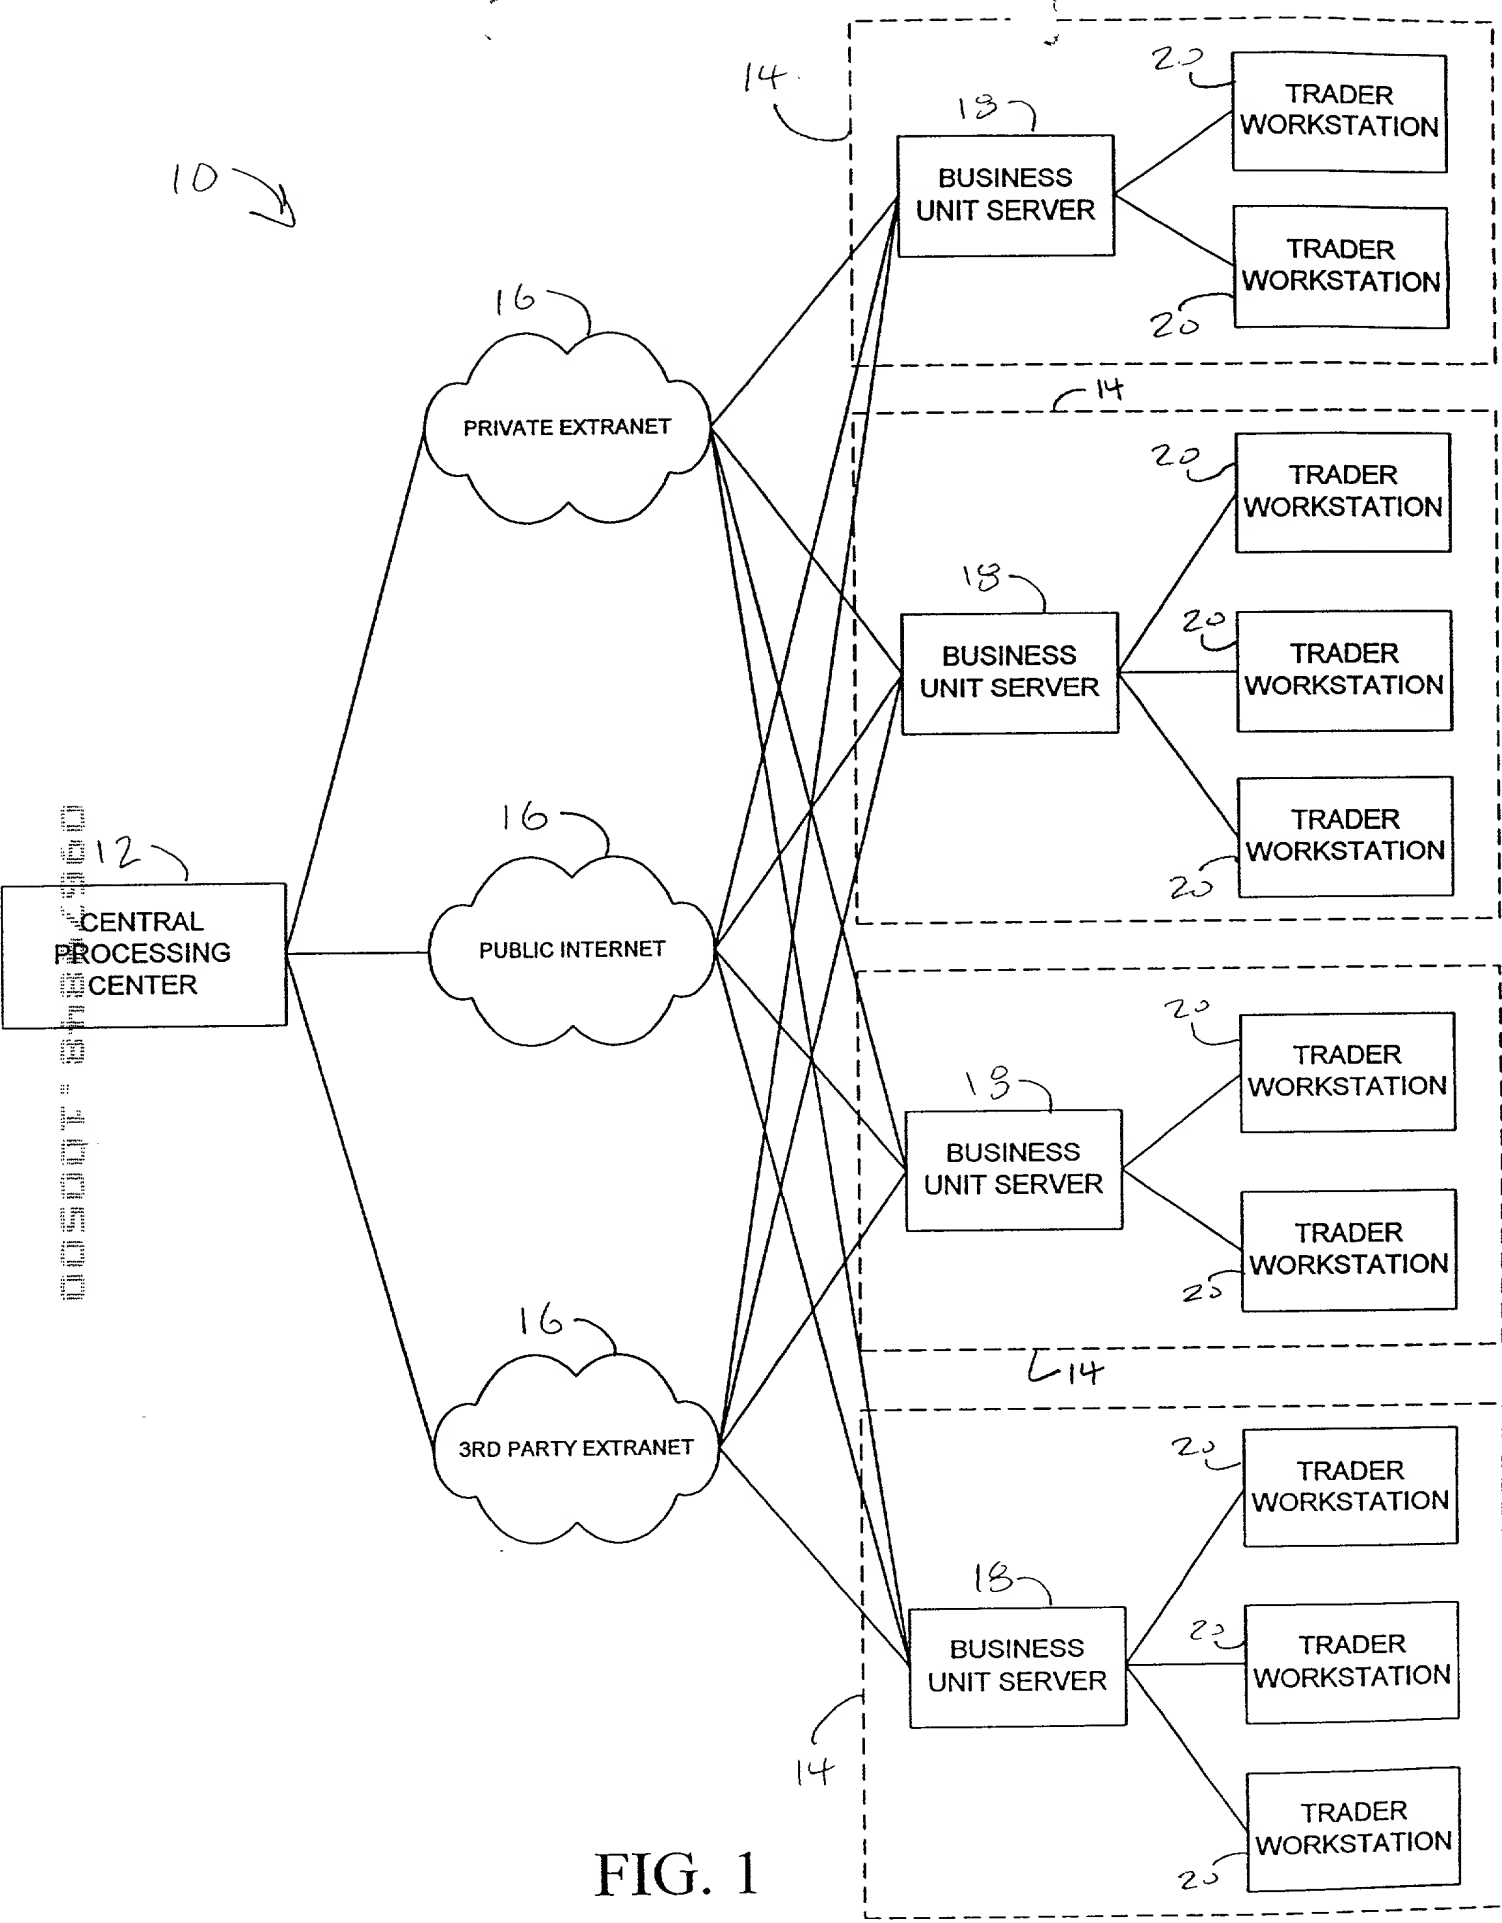 10
14
18
BUSINESS
UNIT SERVER
20
TRADER
WORKSTATION
TRADER
WORKSTATION
20
16
PRIVATE EXTRANET
14
18
BUSINESS
UNIT SERVER
20
TRADER
WORKSTATION
20
TRADER
WORKSTATION
TRADER
WORKSTATION
20
12
CENTRAL
PROCESSING
CENTER
16
PUBLIC INTERNET
18
BUSINESS
UNIT SERVER
20
TRADER
WORKSTATION
TRADER
WORKSTATION
20
14
16
3RD PARTY EXTRANET
18
BUSINESS
UNIT SERVER
20
TRADER
WORKSTATION
20
TRADER
WORKSTATION
TRADER
WORKSTATION
20
14
FIG. 1